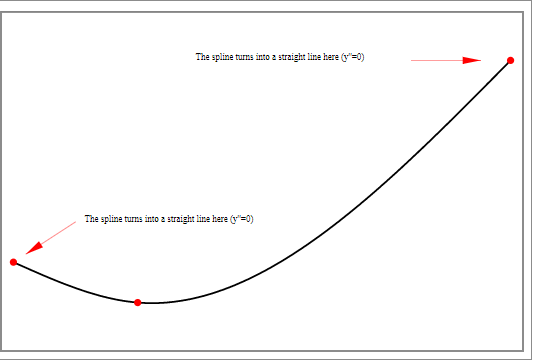 The spline turns into a straight line here (y''=0)
The spline turns into a straight line here (y''=0)